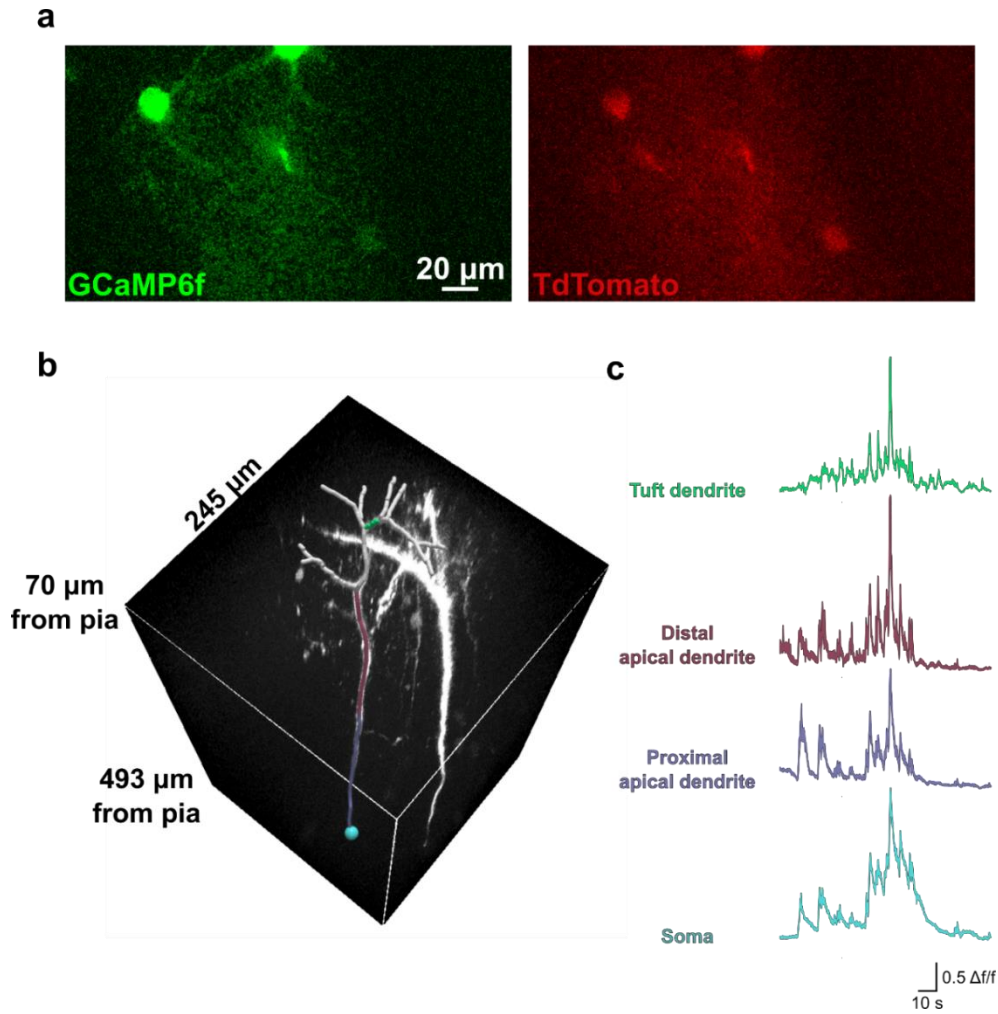 a
GCaMP6f
20 µm
TdTomato
b
245 µm
70 µm
from pia
493 µm
from pia
c
Tuft dendrite
Distal
apical dendrite
Proximal
apical dendrite
Soma
0.5 Δf/f
10 s